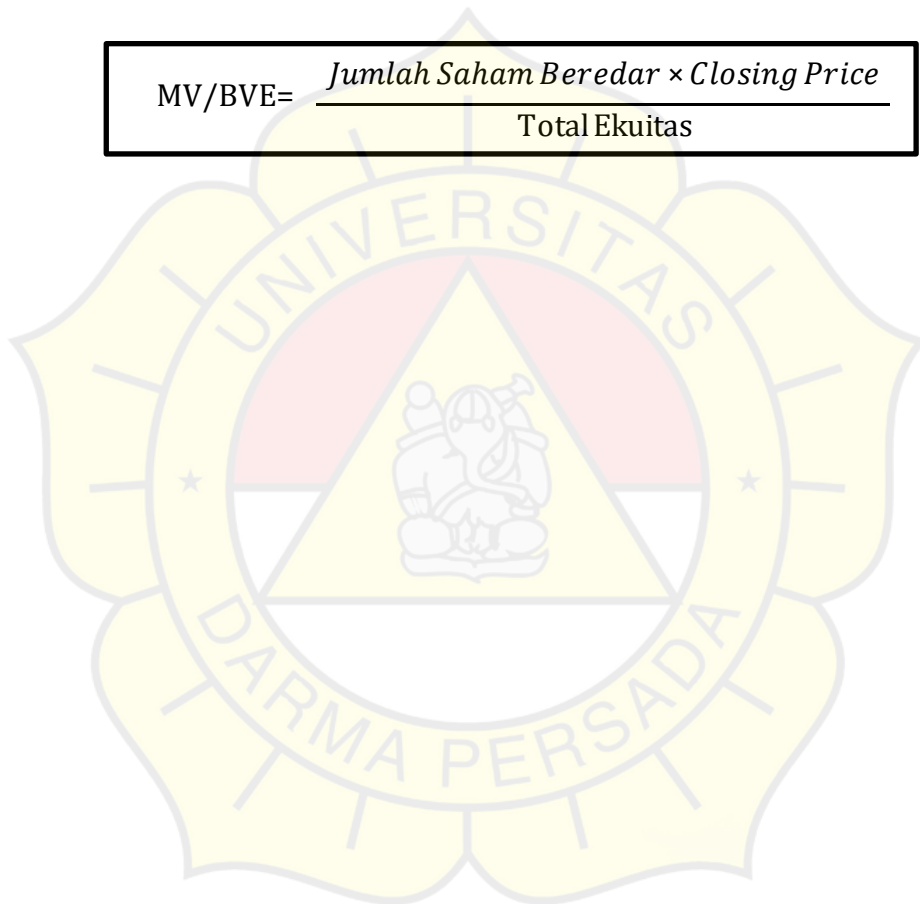 MV/BVE= Jumlah Saham Beredar × Closing Price
Total Ekuitas
UNIVERSITAS
DARMA PERSADA